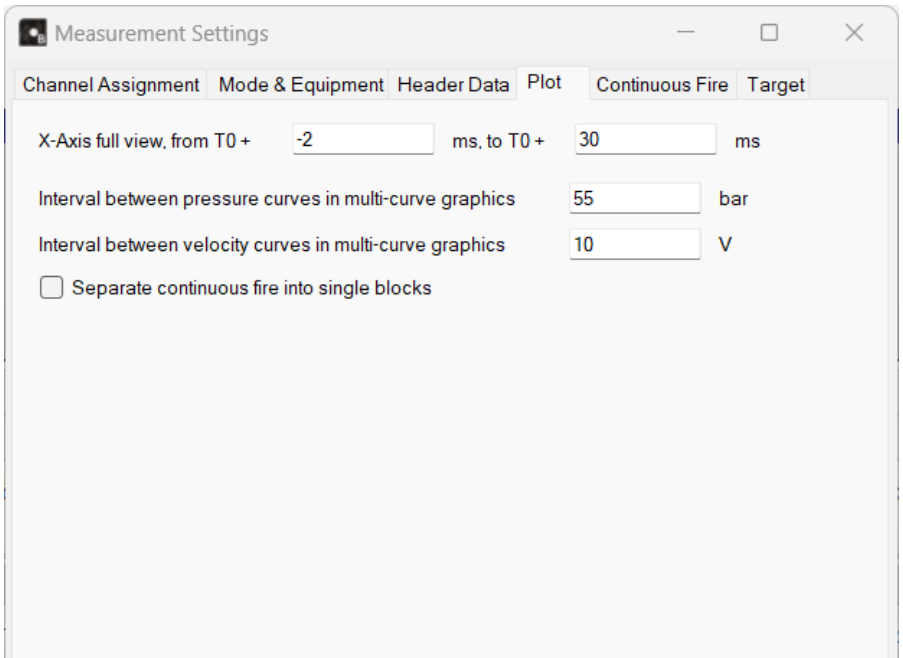 Measurement Settings
Channel Assignment Mode & Equipment Header Data Plot Continuous Fire Target
X-Axis full view, from T0 + -2 ms, to T0 + 30 ms
Interval between pressure curves in multi-curve graphics 55 bar
Interval between velocity curves in multi-curve graphics 10 V
Separate continuous fire into single blocks